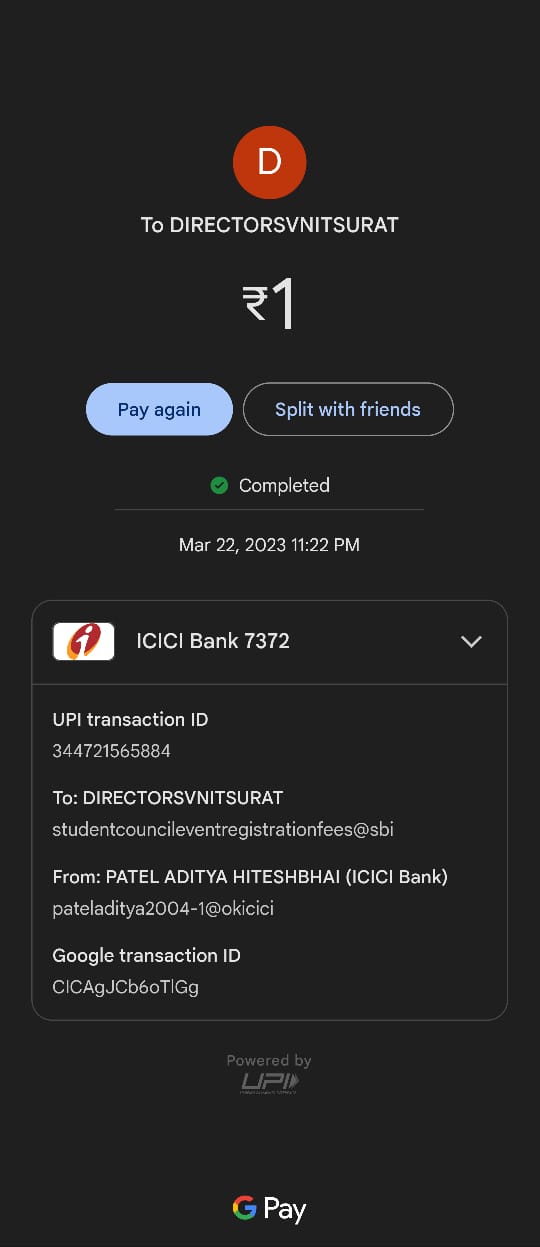 D
To DIRECTORSVNITSURAT
₹1
Pay again
Split with friends
Completed
Mar 22, 2023 11:22 PM
ICICI Bank 7372
UPI transaction ID
344721565884
To: DIRECTORSVNITSURAT
studentcouncileventregistrationfees@sbi
From: PATEL ADITYA HITESHBHAI (ICICI Bank)
pateladitya2004-1@okicici
Google transaction ID
CICAgJCb6oTlGg
Powered by
UPI
G Pay